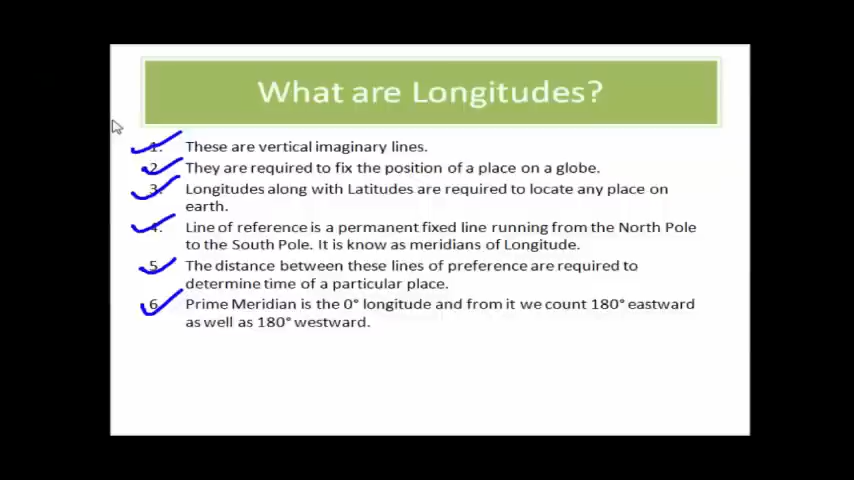 What are Longitudes?
1. These are vertical imaginary lines.
2. They are required to fix the position of a place on a globe.
3. Longitudes along with Latitudes are required to locate any place on
earth.
4. Line of reference is a permanent fixed line running from the North Pole
to the South Pole. It is know as meridians of Longitude.
5. The distance between these lines of preference are required to
determine time of a particular place.
6. Prime Meridian is the 0° longitude and from it we count 180° eastward
as well as 180° westward.